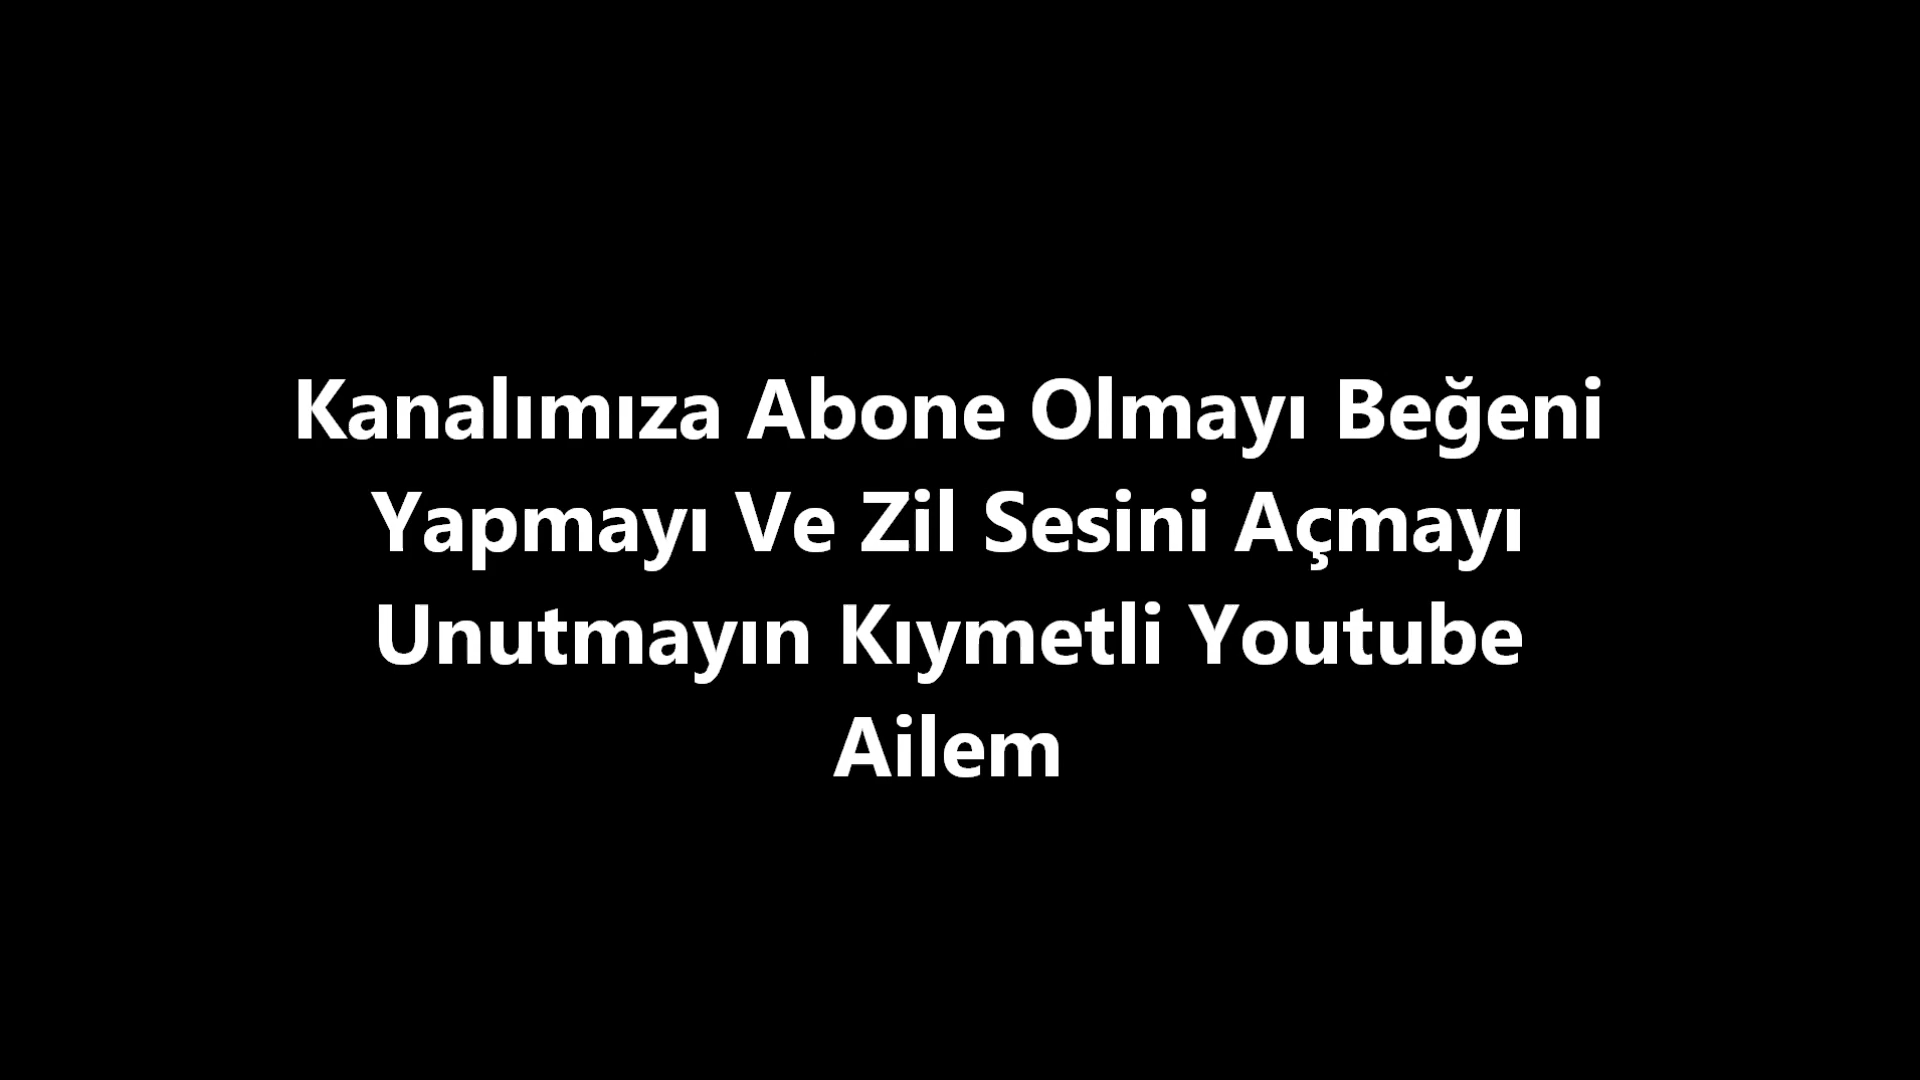 Kanalımıza Abone Olmayı Beğeni
Yapmayı Ve Zil Sesini Açmayı
Unutmayın Kıymetli Youtube
Ailem